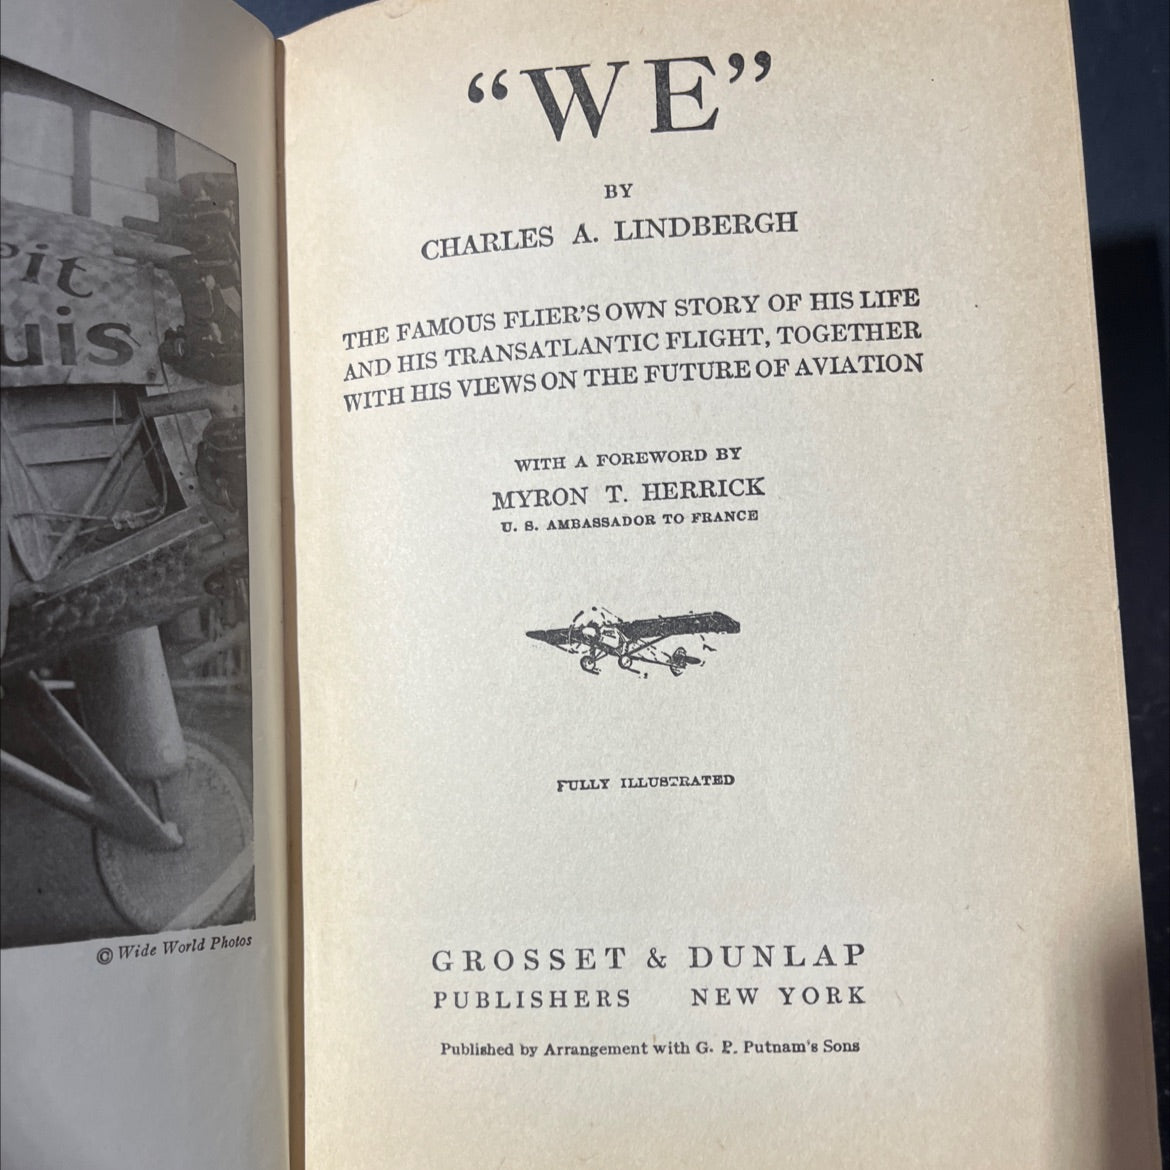 pit
uis
© Wide World Photos
“WE”
BY
CHARLES A. LINDBERGH
THE FAMOUS FLIER'S OWN STORY OF HIS LIFE
AND HIS TRANSATLANTIC FLIGHT, TOGETHER
WITH HIS VIEWS ON THE FUTURE OF AVIATION
WITH A FOREWORD BY
MYRON T. HERRICK
U. S. AMBASSADOR TO FRANCE
FULLY ILLUSTRATED
GROSSET & DUNLAP
PUBLISHERS NEW YORK
Published by Arrangement with G. P. Putnam's Sons